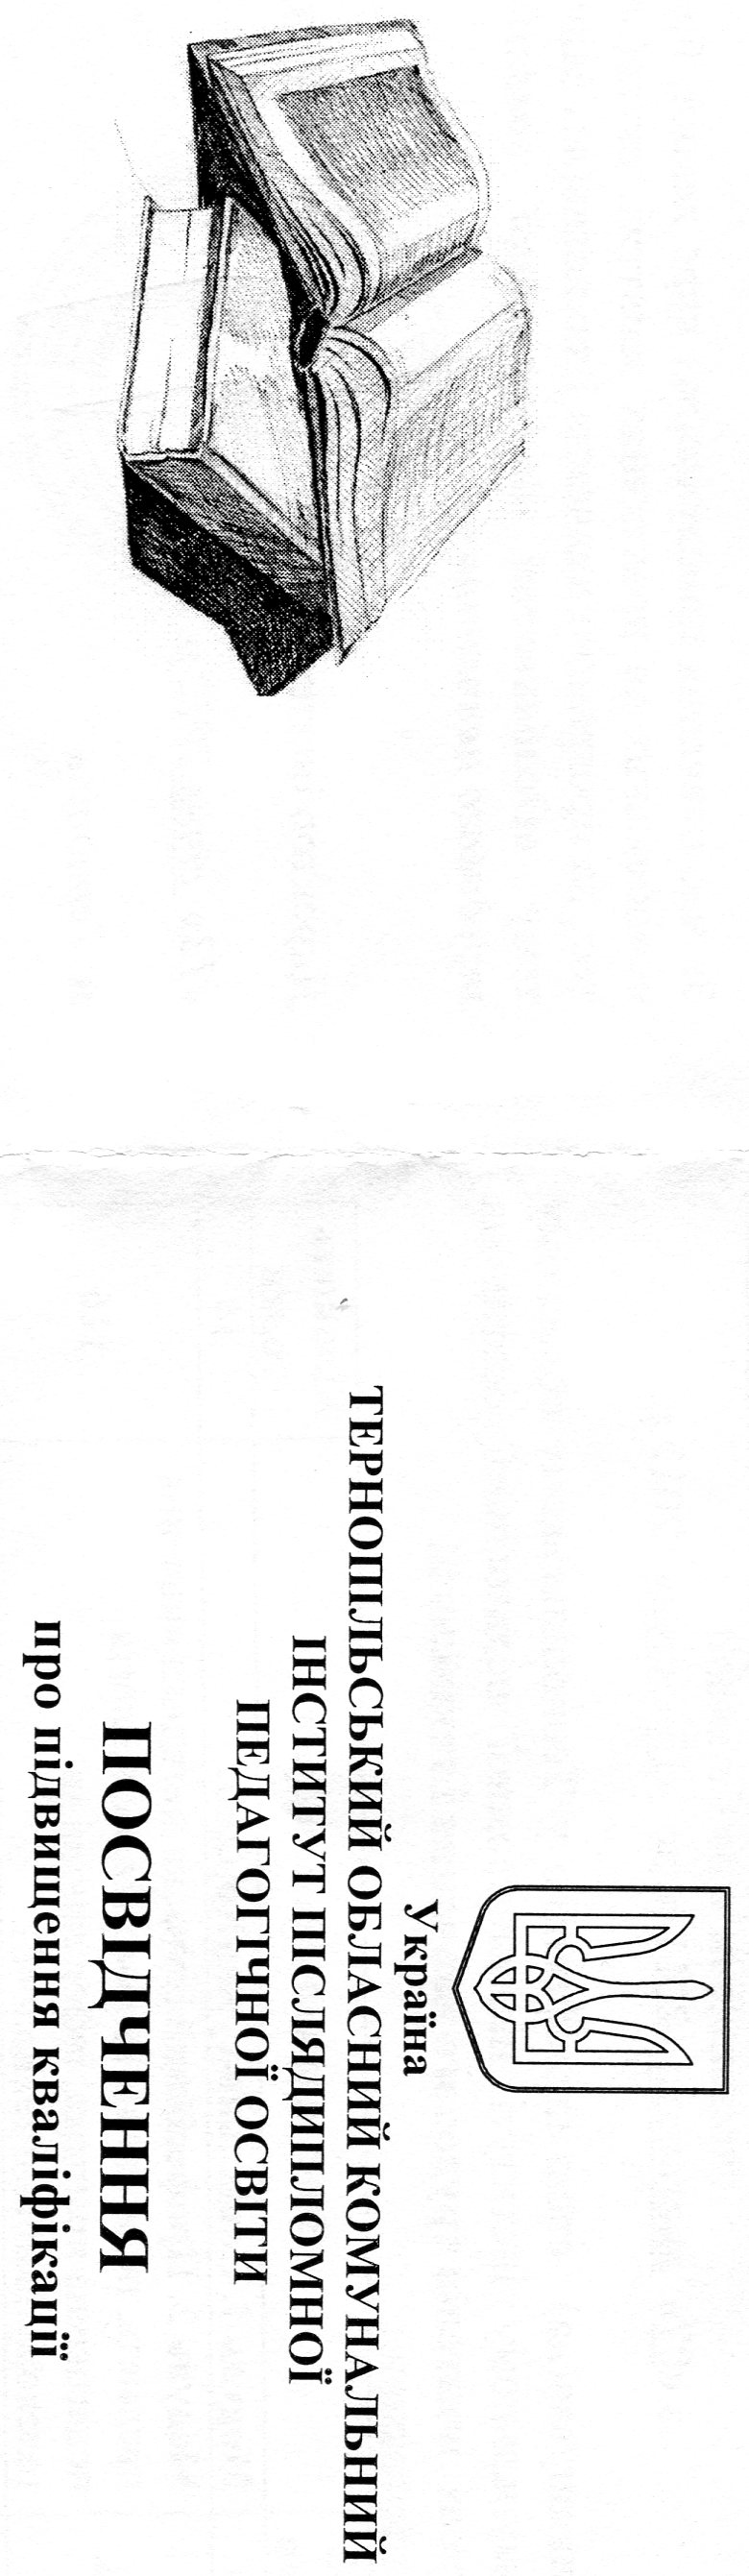 Україна
ТЕРНОПІЛЬСЬКИЙ ОБЛАСНИЙ КОМУНАЛЬНИЙ
ІНСТИТУТ ПІСЛЯДИПЛОМНОЇ
ПЕДАГОГІЧНОЇ ОСВІТИ
ПОСВІДЧЕННЯ
про підвищення кваліфікації